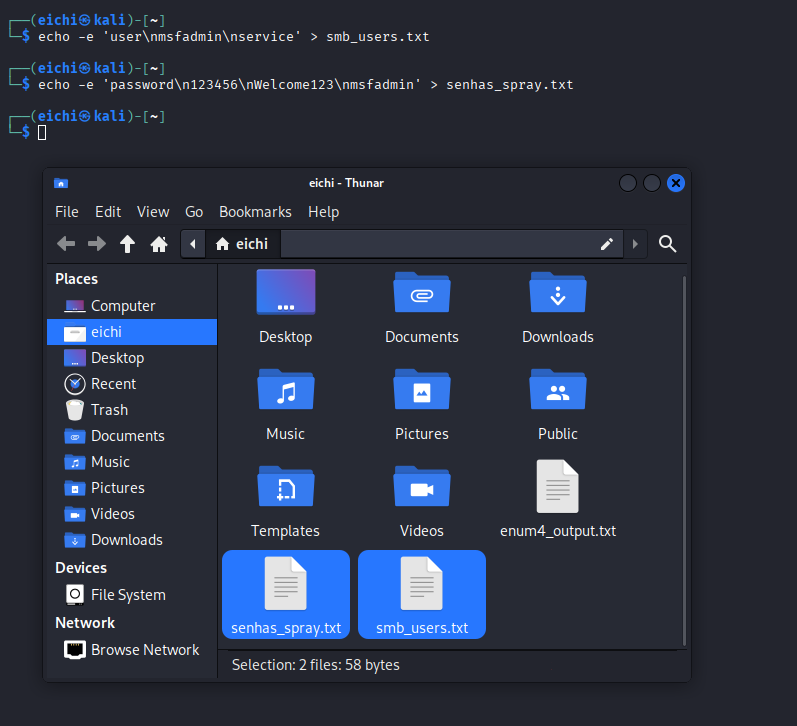 ┌──(eichi㉿kali)-[~]
└─$ echo -e 'user\nmsfadmin\nservice' > smb_users.txt
┌──(eichi㉿kali)-[~]
└─$ echo -e 'password\n123456\nWelcome123\nmsfadmin' > senhas_spray.txt
┌──(eichi㉿kali)-[~]
└─$
eichi - Thunar
File Edit View Go Bookmarks Help
eichi
Places
Computer
eichi
Desktop
Recent
Trash
Documents
Music
Pictures
Videos
Downloads
Devices
File System
Network
Browse Network
Desktop Documents Downloads
Music Pictures Public
Templates Videos enum4_output.txt
senhas_spray.txt smb_users.txt
Selection: 2 files: 58 bytes